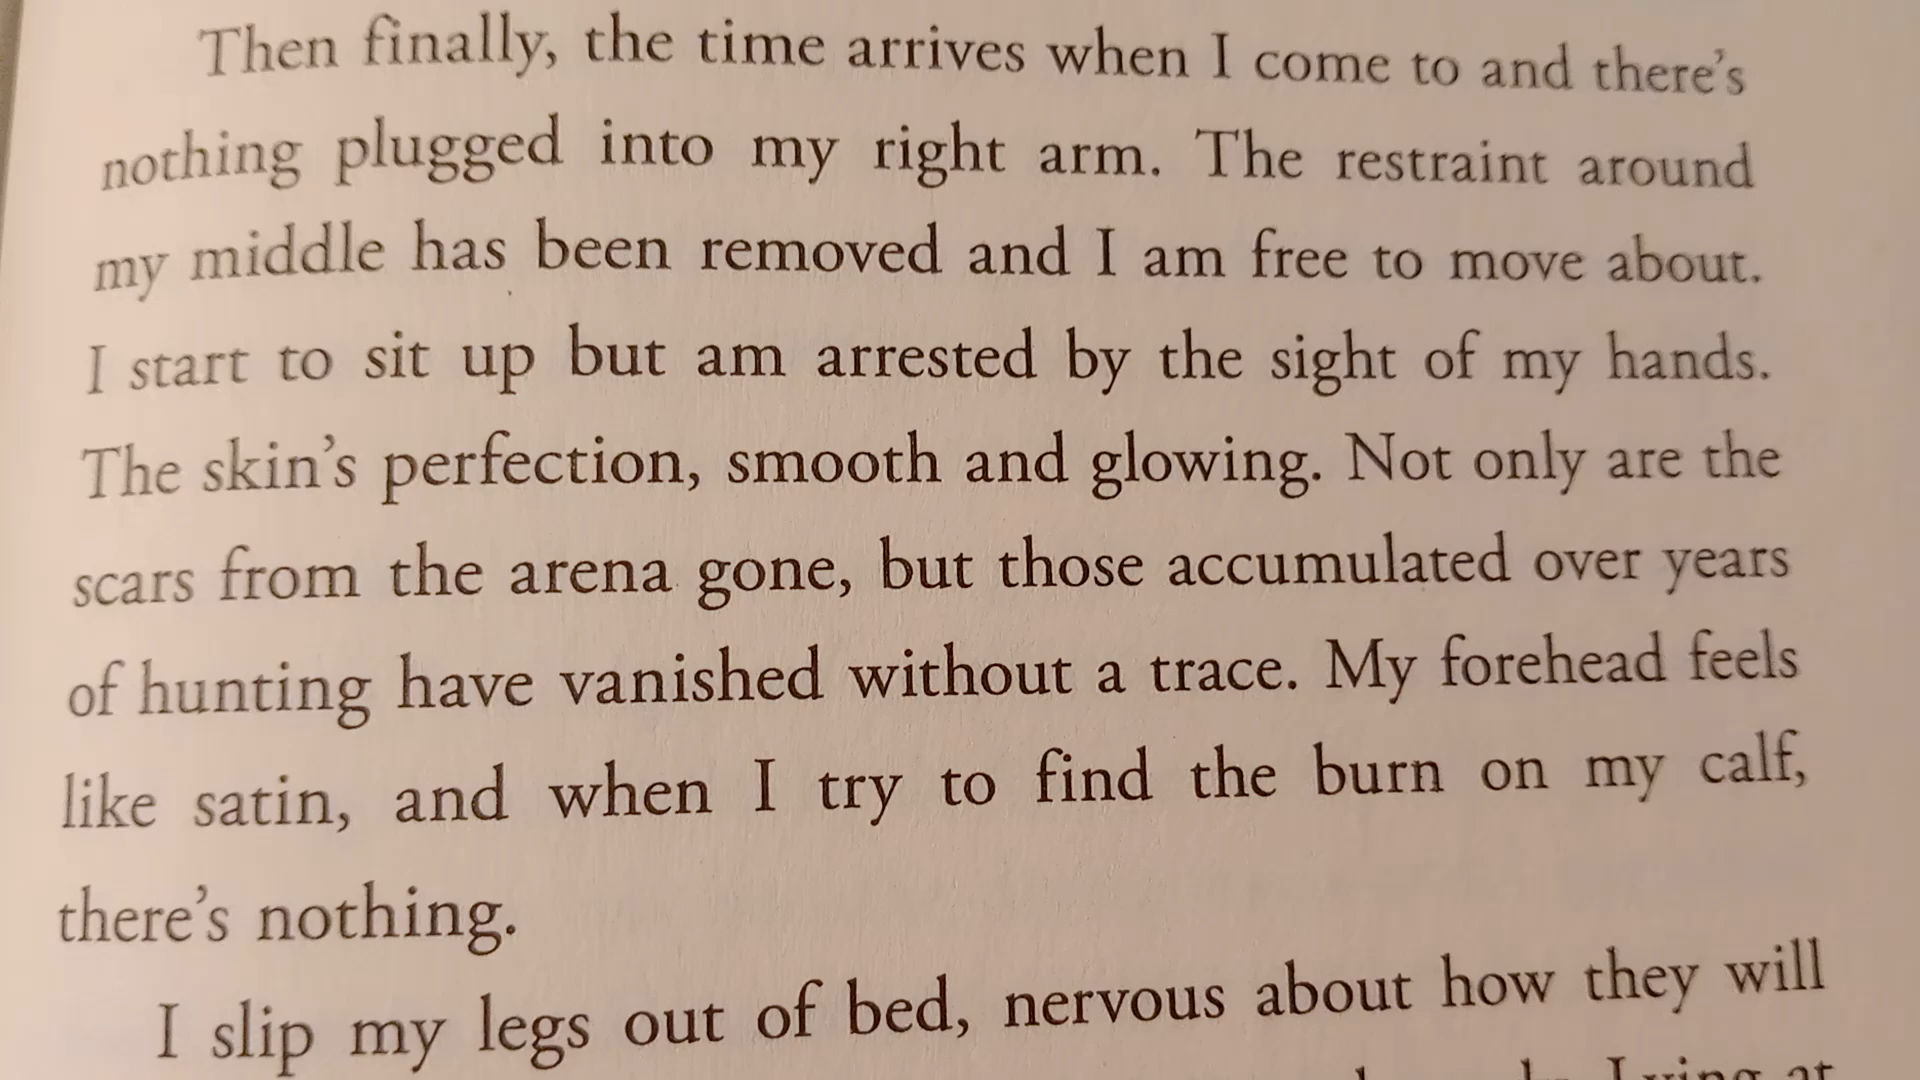 Then finally, the time arrives when I come to and there's
nothing plugged into my right arm. The restraint around
my middle has been removed and I am free to move about.
I start to sit up but am arrested by the sight of my hands.
The skin's perfection, smooth and glowing. Not only are the
scars from the arena gone, but those accumulated over years
of hunting have vanished without a trace. My forehead feels
like satin, and when I try to find the burn on my calf,
there's nothing.
I slip my legs out of bed, nervous about how they will
Lying at